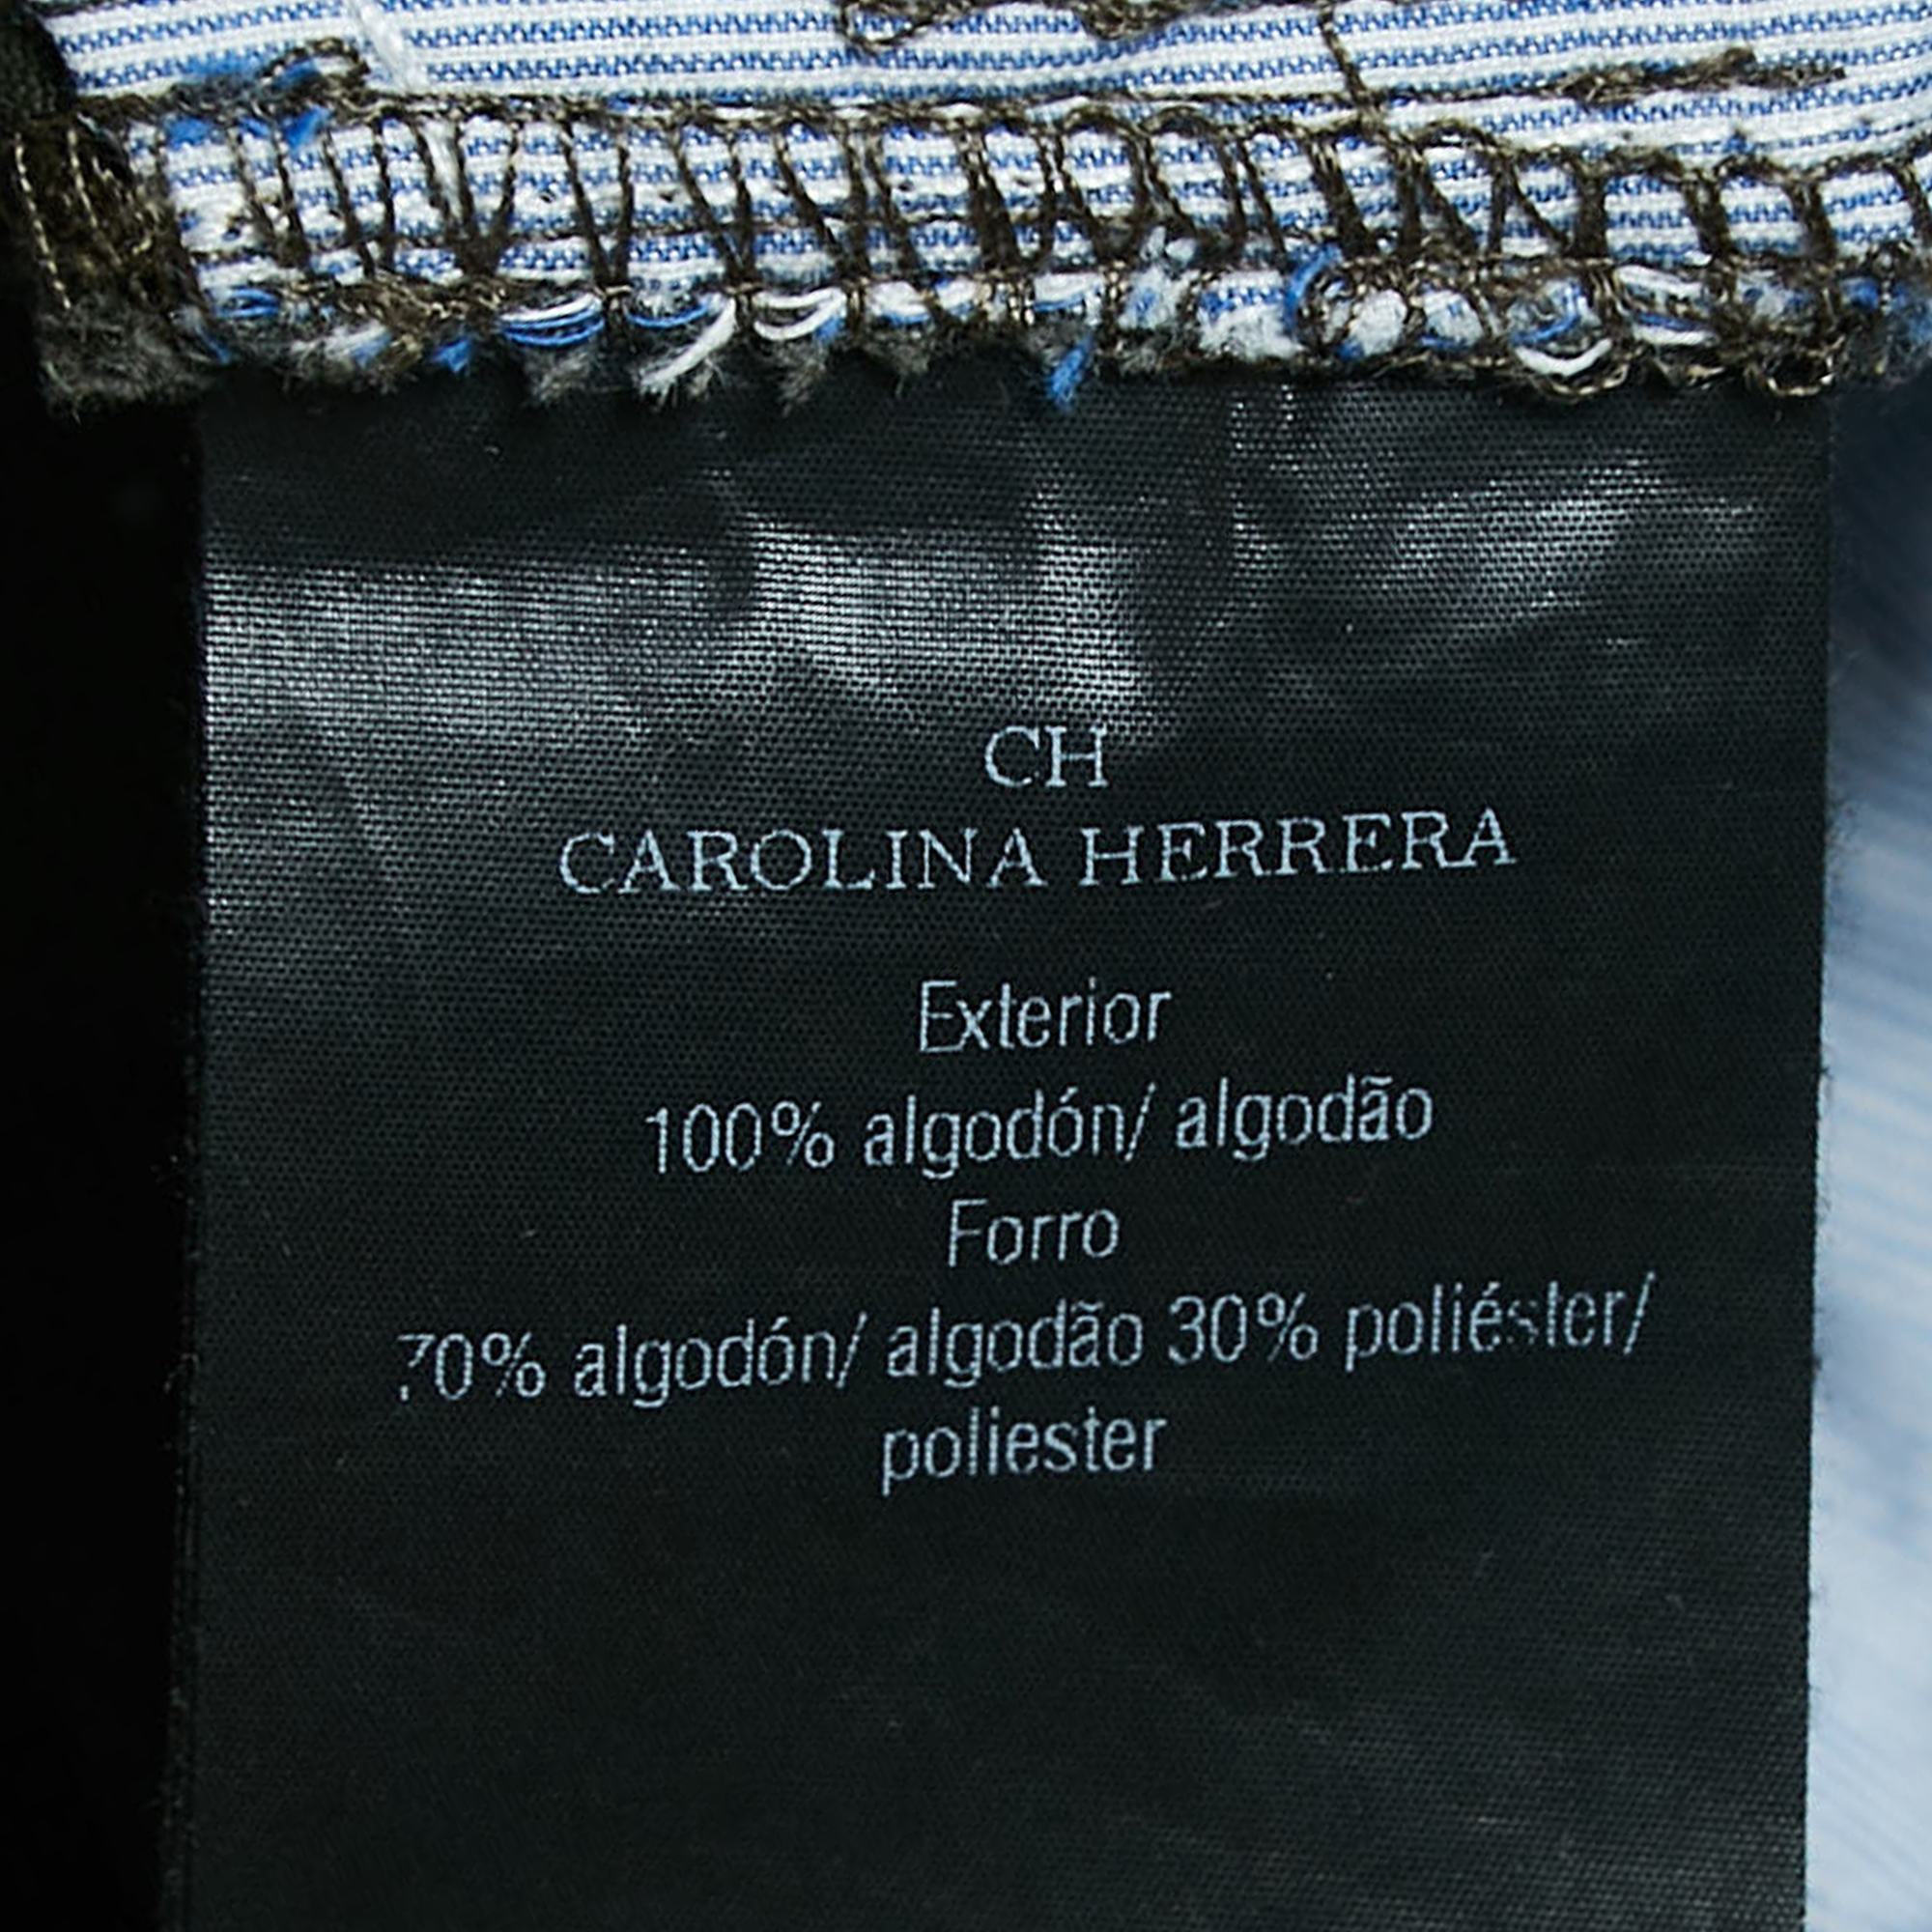 CH
CAROLINA HERRERA
Exterior
100% algodón/ algodão
Forro
70% algodón/ algodão 30% poliéster/
poliester